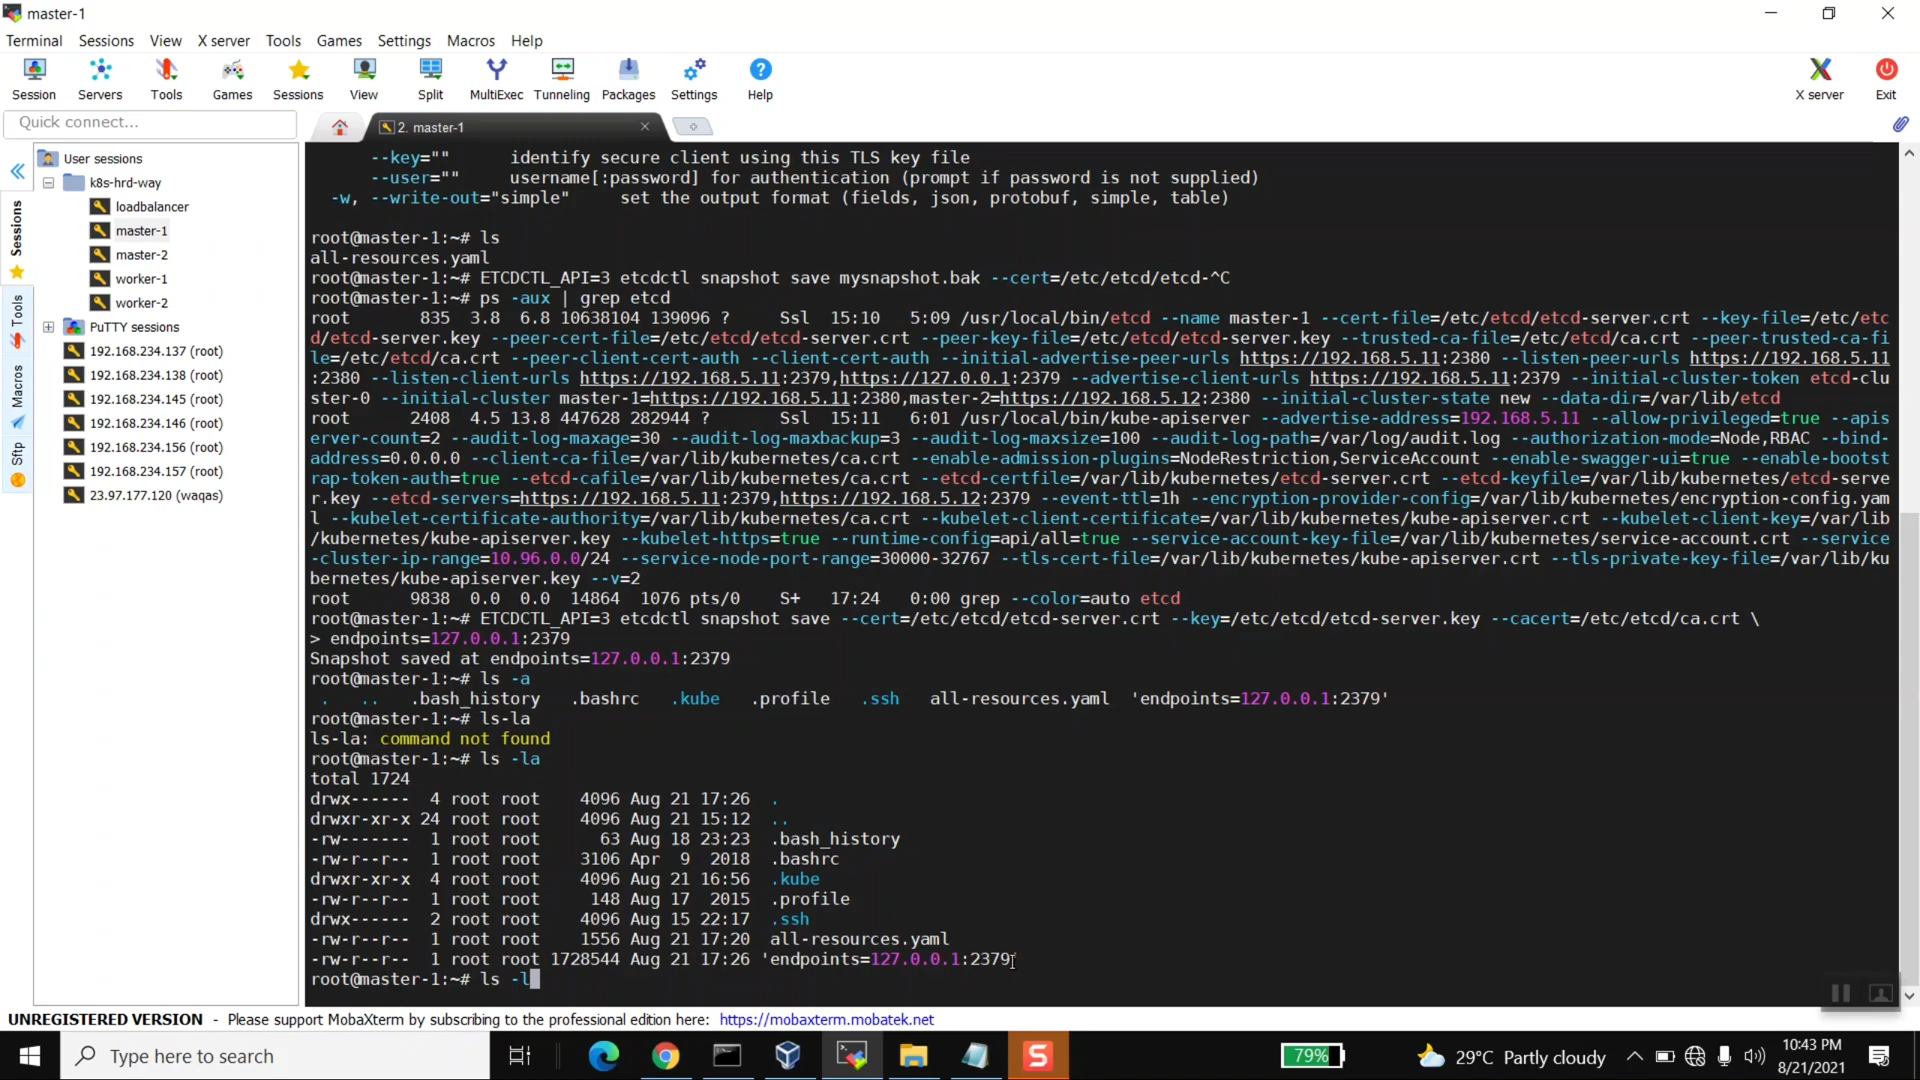 master-1
Terminal Sessions View X server Tools Games Settings Macros Help
Session Servers Tools Games Sessions View Split MultiExec Tunneling Packages Settings Help X server Exit
Quick connect...
2. master-1
Sessions
Tools
Macros
Sftp
User sessions
k8s-hrd-way
loadbalancer
master-1
master-2
worker-1
worker-2
PuTTY sessions
192.168.234.137 (root)
192.168.234.138 (root)
192.168.234.145 (root)
192.168.234.146 (root)
192.168.234.156 (root)
192.168.234.157 (root)
23.97.177.120 (waqas)
--key="" identify secure client using this TLS key file
--user="" username[:password] for authentication (prompt if password is not supplied)
-w, --write-out="simple" set the output format (fields, json, protobuf, simple, table)
root@master-1:~# ls
all-resources.yaml
root@master-1:~# ETCDCTL_API=3 etcdctl snapshot save mysnapshot.bak --cert=/etc/etcd/etcd-^C
root@master-1:~# ps -aux | grep etcd
root 835 3.8 6.8 10638104 139096 ? Ssl 15:10 5:09 /usr/local/bin/etcd --name master-1 --cert-file=/etc/etcd/etcd-server.crt --key-file=/etc/etc
d/etcd-server.key --peer-cert-file=/etc/etcd/etcd-server.crt --peer-key-file=/etc/etcd/etcd-server.key --trusted-ca-file=/etc/etcd/ca.crt --peer-trusted-ca-fi
le=/etc/etcd/ca.crt --peer-client-cert-auth --client-cert-auth --initial-advertise-peer-urls https://192.168.5.11:2380 --listen-peer-urls https://192.168.5.11
:2380 --listen-client-urls https://192.168.5.11:2379,https://127.0.0.1:2379 --advertise-client-urls https://192.168.5.11:2379 --initial-cluster-token etcd-clu
ster-0 --initial-cluster master-1=https://192.168.5.11:2380,master-2=https://192.168.5.12:2380 --initial-cluster-state new --data-dir=/var/lib/etcd
root 2408 4.5 13.8 447628 282944 ? Ssl 15:11 6:01 /usr/local/bin/kube-apiserver --advertise-address=192.168.5.11 --allow-privileged=true --apis
erver-count=2 --audit-log-maxage=30 --audit-log-maxbackup=3 --audit-log-maxsize=100 --audit-log-path=/var/log/audit.log --authorization-mode=Node,RBAC --bind-
address=0.0.0.0 --client-ca-file=/var/lib/kubernetes/ca.crt --enable-admission-plugins=NodeRestriction,ServiceAccount --enable-swagger-ui=true --enable-bootst
rap-token-auth=true --etcd-cafile=/var/lib/kubernetes/ca.crt --etcd-certfile=/var/lib/kubernetes/etcd-server.crt --etcd-keyfile=/var/lib/kubernetes/etcd-serve
r.key --etcd-servers=https://192.168.5.11:2379,https://192.168.5.12:2379 --event-ttl=1h --encryption-provider-config=/var/lib/kubernetes/encryption-config.yam
l --kubelet-certificate-authority=/var/lib/kubernetes/ca.crt --kubelet-client-certificate=/var/lib/kubernetes/kube-apiserver.crt --kubelet-client-key=/var/lib
/kubernetes/kube-apiserver.key --kubelet-https=true --runtime-config=api/all=true --service-account-key-file=/var/lib/kubernetes/service-account.crt --service
-cluster-ip-range=10.96.0.0/24 --service-node-port-range=30000-32767 --tls-cert-file=/var/lib/kubernetes/kube-apiserver.crt --tls-private-key-file=/var/lib/ku
bernetes/kube-apiserver.key --v=2
root 9838 0.0 0.0 14864 1076 pts/0 S+ 17:24 0:00 grep --color=auto etcd
root@master-1:~# ETCDCTL_API=3 etcdctl snapshot save --cert=/etc/etcd/etcd-server.crt --key=/etc/etcd/etcd-server.key --cacert=/etc/etcd/ca.crt \
> endpoints=127.0.0.1:2379
Snapshot saved at endpoints=127.0.0.1:2379
root@master-1:~# ls -a
. .. .bash_history .bashrc .kube .profile .ssh all-resources.yaml 'endpoints=127.0.0.1:2379'
root@master-1:~# ls-la
ls-la: command not found
root@master-1:~# ls -la
total 1724
drwx------ 4 root root 4096 Aug 21 17:26 .
drwxr-xr-x 24 root root 4096 Aug 21 15:12 ..
-rw------- 1 root root 63 Aug 18 23:23 .bash_history
-rw-r--r-- 1 root root 3106 Apr 9 2018 .bashrc
drwxr-xr-x 4 root root 4096 Aug 21 16:56 .kube
-rw-r--r-- 1 root root 148 Aug 17 2015 .profile
drwx------ 2 root root 4096 Aug 15 22:17 .ssh
-rw-r--r-- 1 root root 1556 Aug 21 17:20 all-resources.yaml
-rw-r--r-- 1 root root 1728544 Aug 21 17:26 'endpoints=127.0.0.1:2379'
root@master-1:~# ls -l
UNREGISTERED VERSION - Please support MobaXterm by subscribing to the professional edition here: https://mobaxterm.mobatek.net
Type here to search
79%
29°C Partly cloudy
10:43 PM
8/21/2021